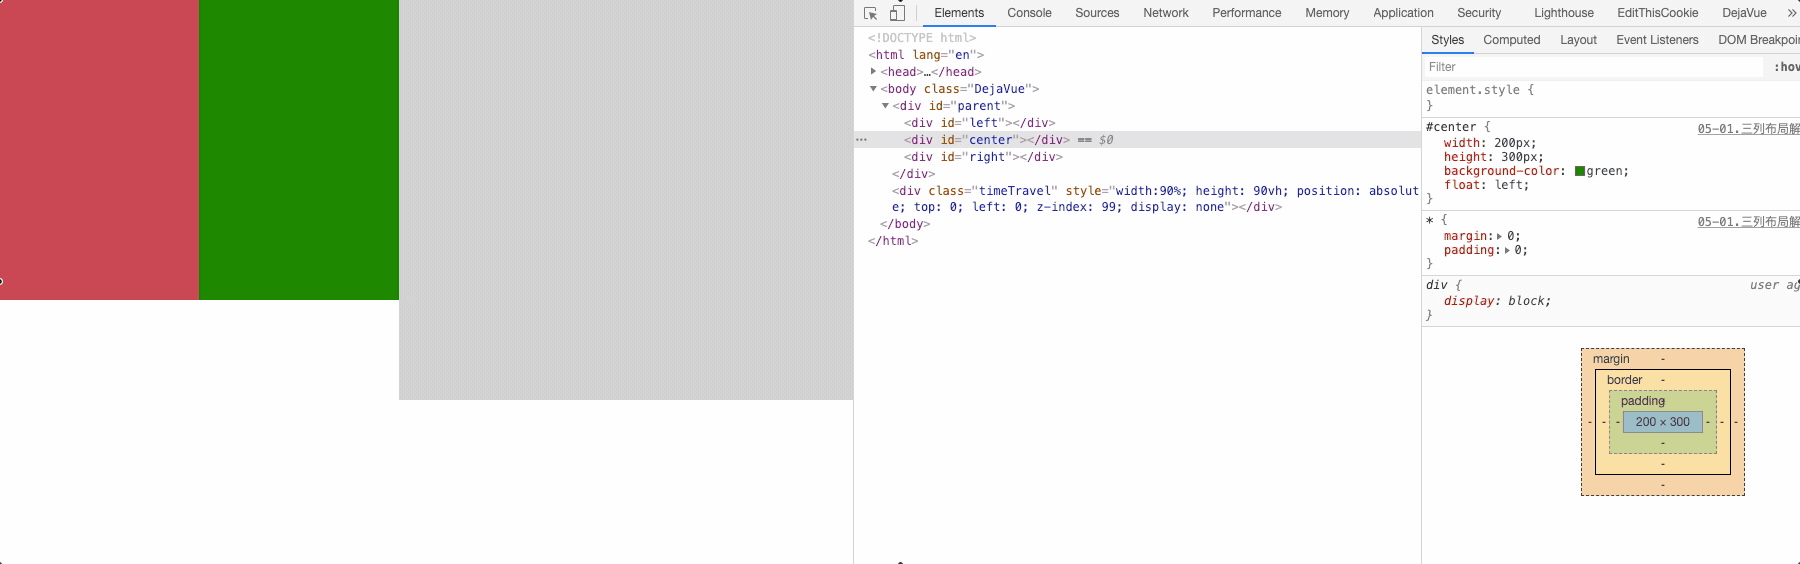 Elements Console Sources Network Performance Memory Application Security Lighthouse EditThisCookie DejaVue »
<!DOCTYPE html>
<html lang="en">
<head>…</head>
<body class="DejaVue">
<div id="parent">
<div id="left"></div>
… <div id="center"></div> == $0
<div id="right"></div>
</div>
<div class="timeTravel" style="width:90%; height: 90vh; position: absolut
e; top: 0; left: 0; z-index: 99; display: none"></div>
</body>
</html>
Styles Computed Layout Event Listeners DOM Breakpoi
Filter :hov
element.style {
}
#center { 05-01.三列布局解
width: 200px;
height: 300px;
background-color: green;
float: left;
}
* { 05-01.三列布局解
margin: 0;
padding: 0;
}
div { user ag
display: block;
}
margin -
border -
padding -
- - - 200 × 300 - - -
-
-
-